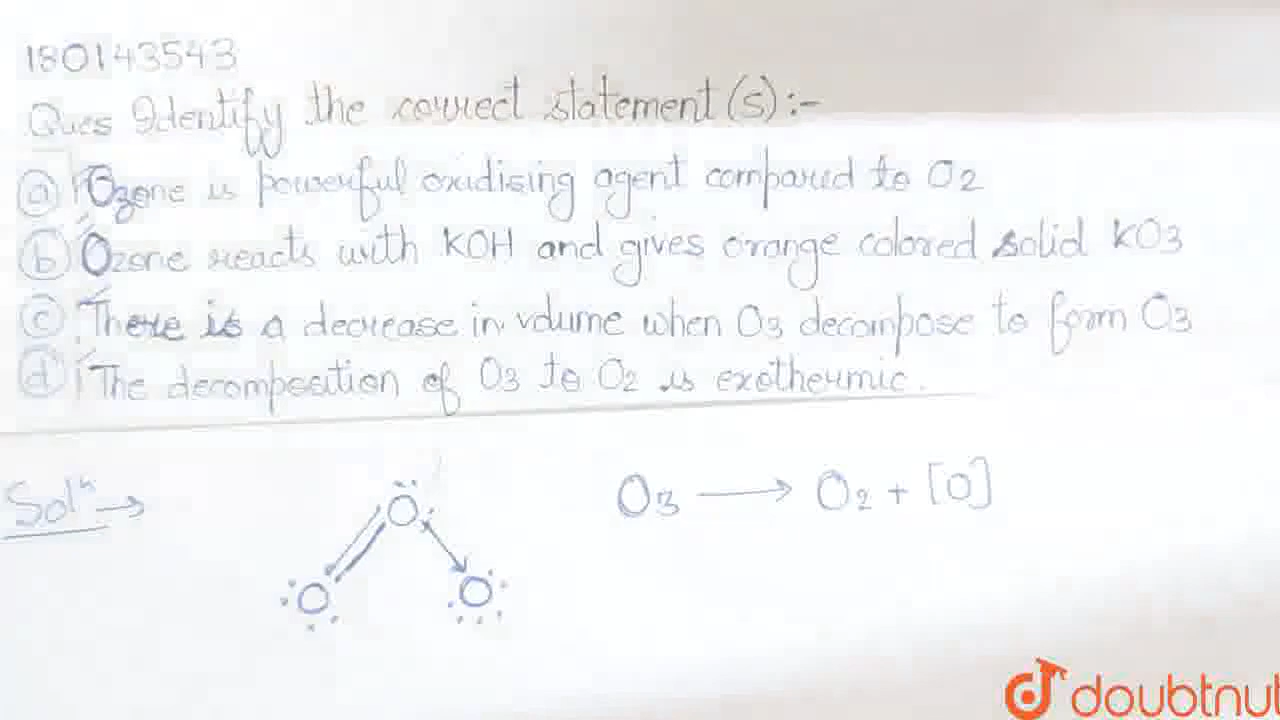 180143543
Ques Identify the correct statement(s):-
(a) Ozone is powerful oxidising agent compared to O2
(b) Ozone reacts with KOH and gives orange colored solid KO3
(c) There is a decrease in volume when O3 decompose to form O3
(d) The decomposition of O3 to O2 is exothermic.
Solⁿ → O3 → O2 + [O]
O
O O
doubtnut